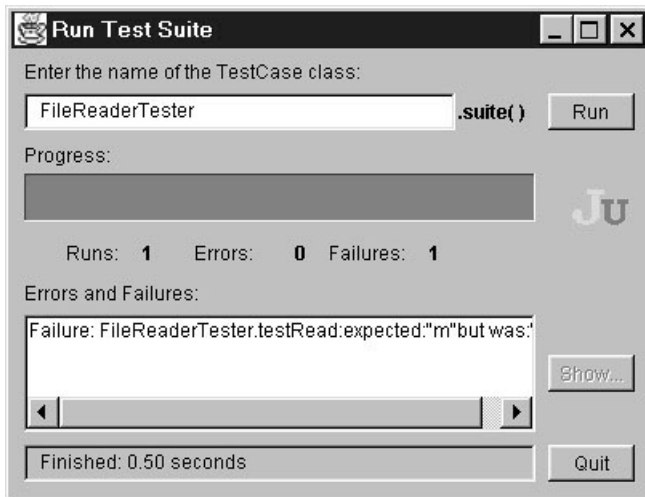 Run Test Suite
Enter the name of the TestCase class:
FileReaderTester .suite( ) Run
Progress:
JU
Runs: 1 Errors: 0 Failures: 1
Errors and Failures:
Failure: FileReaderTester.testRead:expected:"m"but was:"
Show...
Finished: 0.50 seconds Quit